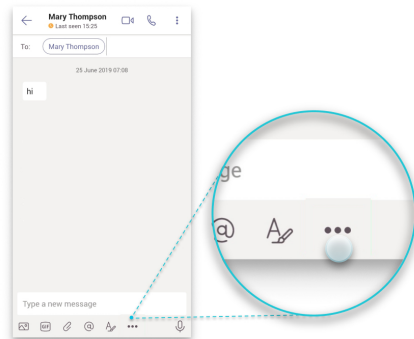 Mary Thompson
Last seen 15:25
To: Mary Thompson
25 June 2019 07:08
hi
Type a new message
GIF
@
A
ge
@
A